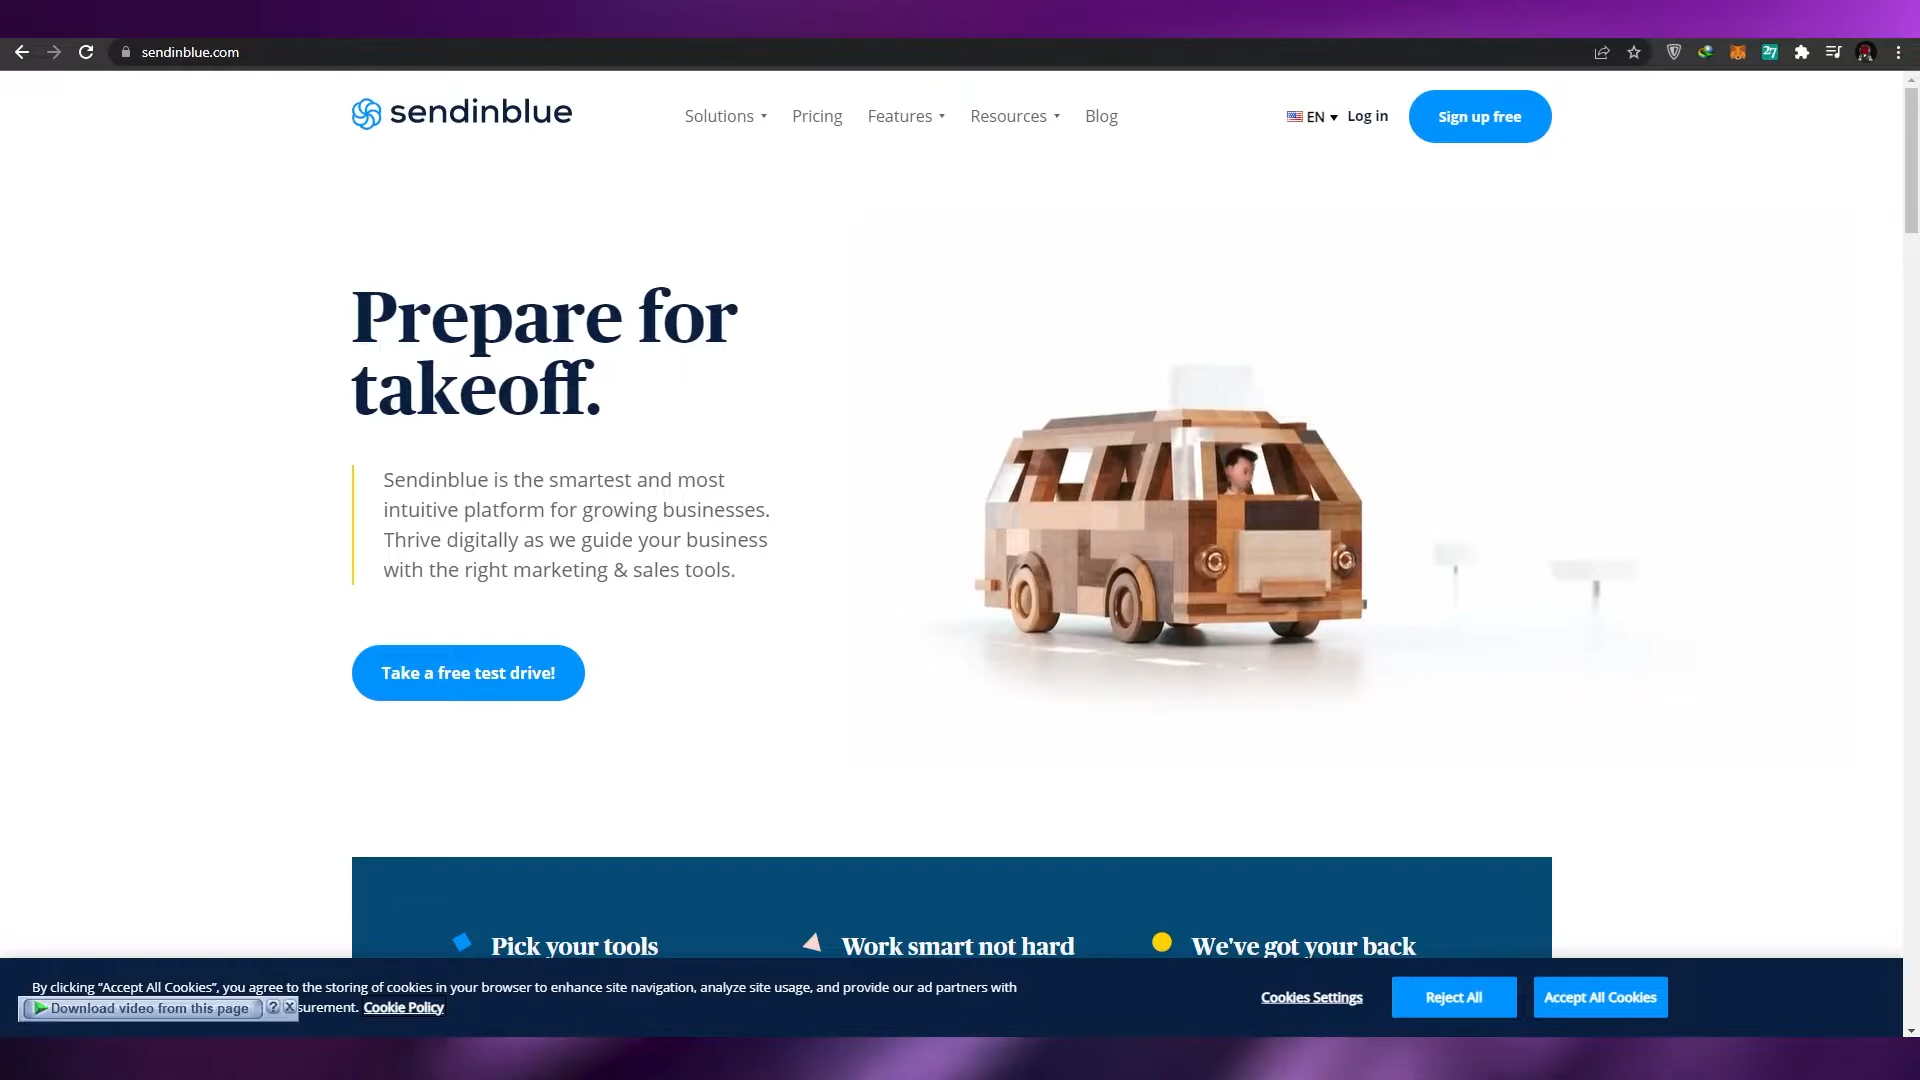 sendinblue.com
27
sendinblue
Solutions
Pricing
Features
Resources
Blog
EN
Log in
Sign up free
Prepare for
takeoff.
Sendinblue is the smartest and most
intuitive platform for growing businesses.
Thrive digitally as we guide your business
with the right marketing & sales tools.
Take a free test drive!
Pick your tools
Work smart not hard
We've got your back
By clicking “Accept All Cookies”, you agree to the storing of cookies in your browser to enhance site navigation, analyze site usage, and provide our ad partners with
Download video from this page ? surement. Cookie Policy
Cookies Settings
Reject All
Accept All Cookies